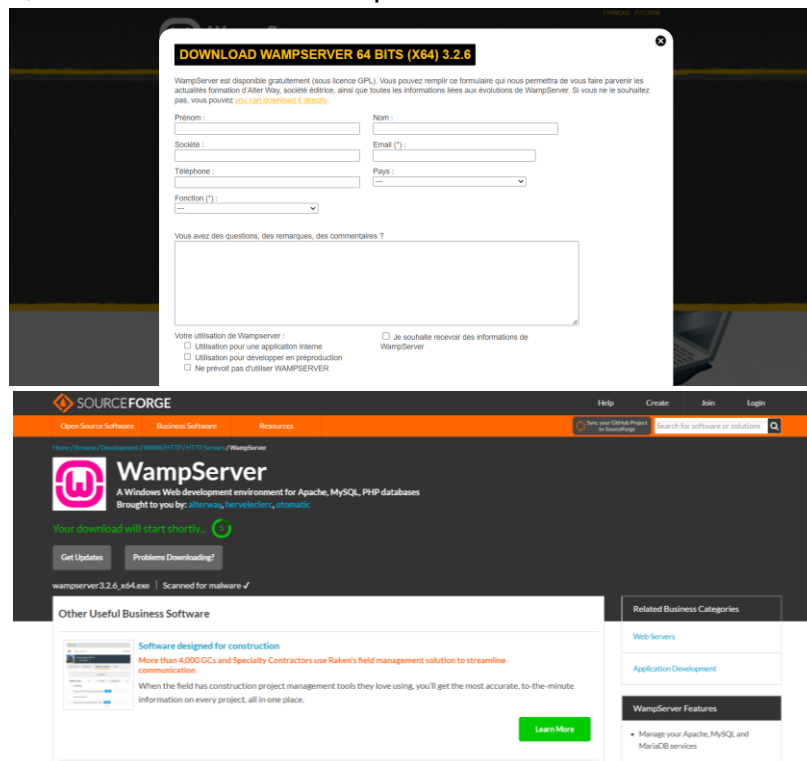 FRANÇAIS РУССКИЙ
DOWNLOAD WAMPSERVER 64 BITS (X64) 3.2.6
WampServer est disponible gratuitement (sous licence GPL). Vous pouvez remplir ce formulaire qui nous permettra de vous faire parvenir les
actualités formation d'Alter Way, société éditrice, ainsi que toutes les informations liées aux évolutions de WampServer. Si vous ne le souhaitez
pas, vous pouvez you can download it directly.
Prénom : Nom :
Société : Email (*) :
Téléphone : Pays :
---
Fonction (*) :
---
Vous avez des questions, des remarques, des commentaires ?
Votre utilisation de Wampserver :
Utilisation pour une application interne
Utilisation pour développer en préproduction
Ne prévoit pas d'utiliser WAMPSERVER
Je souhaite recevoir des informations de
WampServer
SOURCEFORGE
Help Create Join Login
Open Source Software Business Software Resources
Sync your GitHub Project
to SourceForge
Search for software or solutions
Home / Browse / Development / WWW/HTTP / HTTP Servers / WampServer
WampServer
A Windows Web development environment for Apache, MySQL, PHP databases
Brought to you by: alterway, herveleclerc, otomatic
Your download will start shortly... 5
Get Updates Problems Downloading?
wampserver3.2.6_x64.exe | Scanned for malware ✓
Other Useful Business Software
Software designed for construction
More than 4,000 GCs and Specialty Contractors use Raken's field management solution to streamline
communication
When the field has construction project management tools they love using, you'll get the most accurate, to-the-minute
information on every project, all in one place.
Learn More
Related Business Categories
Web Servers
Application Development
WampServer Features
• Manage your Apache, MySQL and
MariaDB services